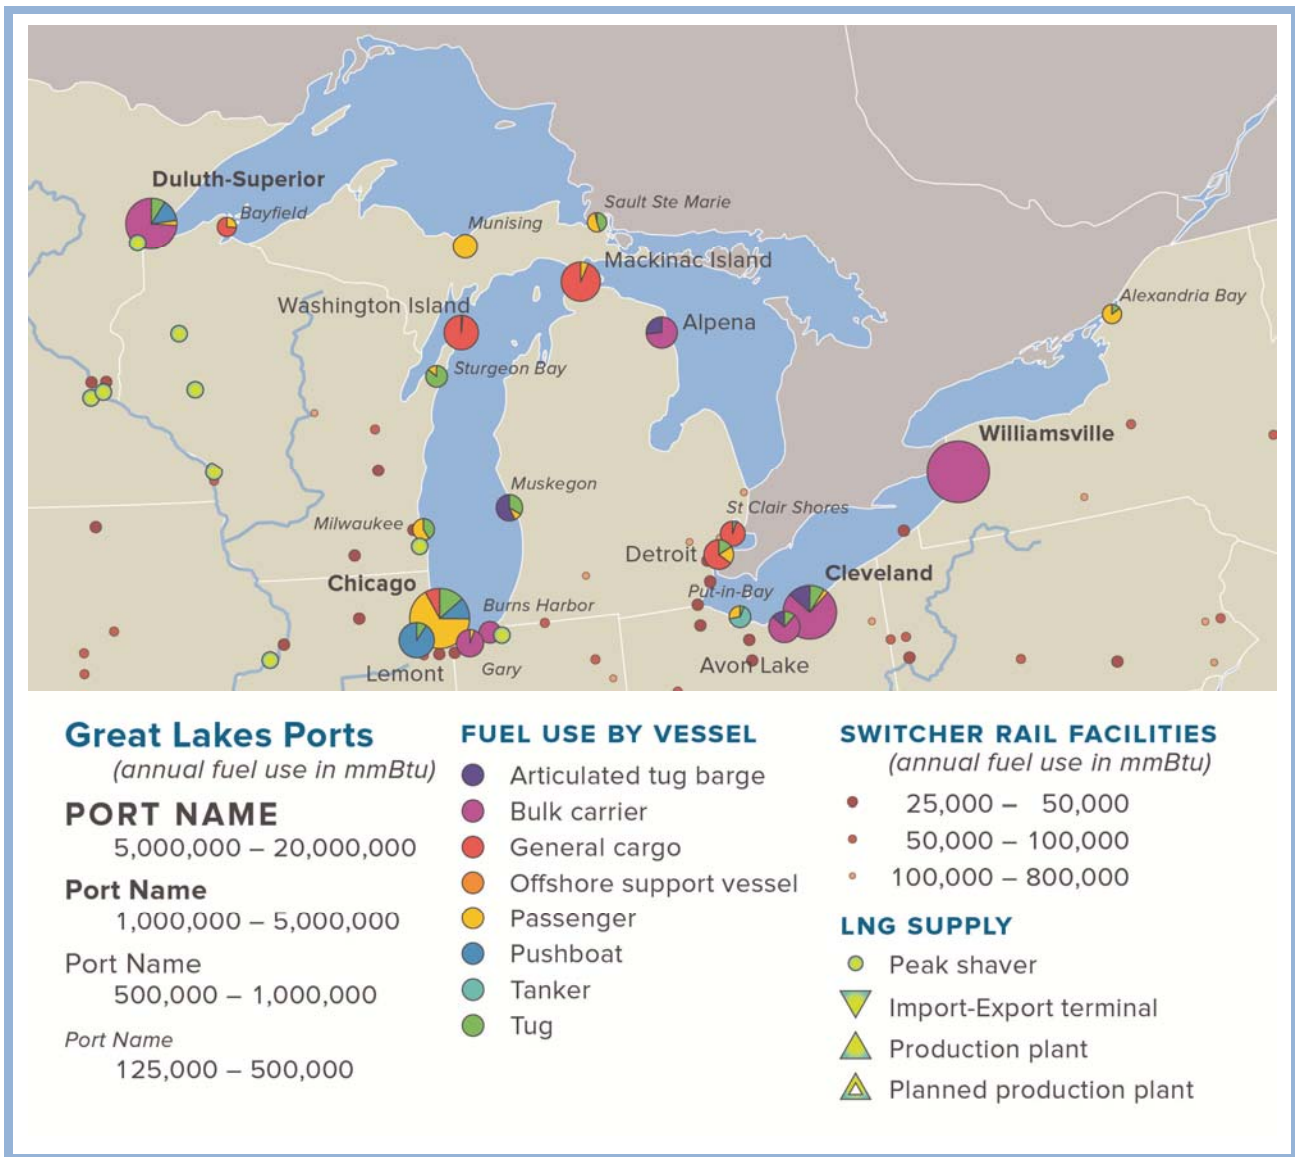 Duluth-Superior
Bayfield
Munising
Sault Ste Marie
Mackinac Island
Washington Island
Alpena
Alexandria Bay
Sturgeon Bay
Williamsville
Muskegon
St Clair Shores
Milwaukee
Detroit
Chicago
Cleveland
Put-in-Bay
Burns Harbor
Lemont
Gary
Avon Lake
Great Lakes Ports
(annual fuel use in mmBtu)
PORT NAME
5,000,000 – 20,000,000
Port Name
1,000,000 – 5,000,000
Port Name
500,000 – 1,000,000
Port Name
125,000 – 500,000
FUEL USE BY VESSEL
Articulated tug barge
Bulk carrier
General cargo
Offshore support vessel
Passenger
Pushboat
Tanker
Tug
SWITCHER RAIL FACILITIES
(annual fuel use in mmBtu)
25,000 – 50,000
50,000 – 100,000
100,000 – 800,000
LNG SUPPLY
Peak shaver
Import-Export terminal
Production plant
Planned production plant